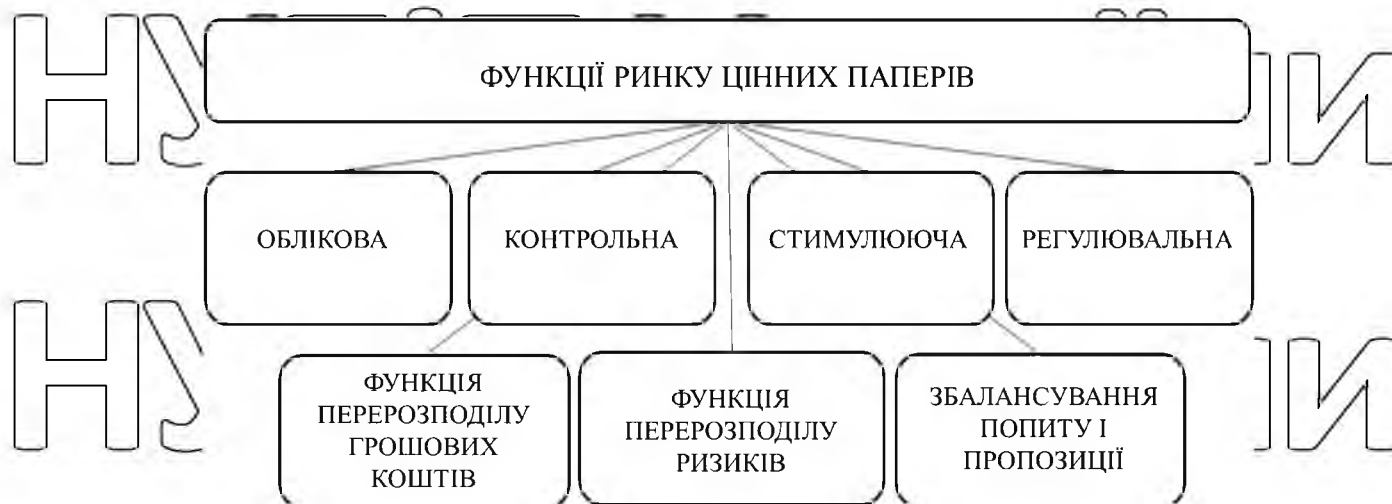 ФУНКЦІЇ РИНКУ ЦІННИХ ПАПЕРІВ
ОБЛІКОВА
КОНТРОЛЬНА
СТИМУЛЮЮЧА
РЕГУЛЮВАЛЬНА
ФУНКЦІЯ
ПЕРЕРОЗПОДІЛУ
ГРОШОВИХ
КОШТІВ
ФУНКЦІЯ
ПЕРЕРОЗПОДІЛУ
РИЗИКІВ
ЗБАЛАНСУВАННЯ
ПОПИТУ І
ПРОПОЗИЦІЇ